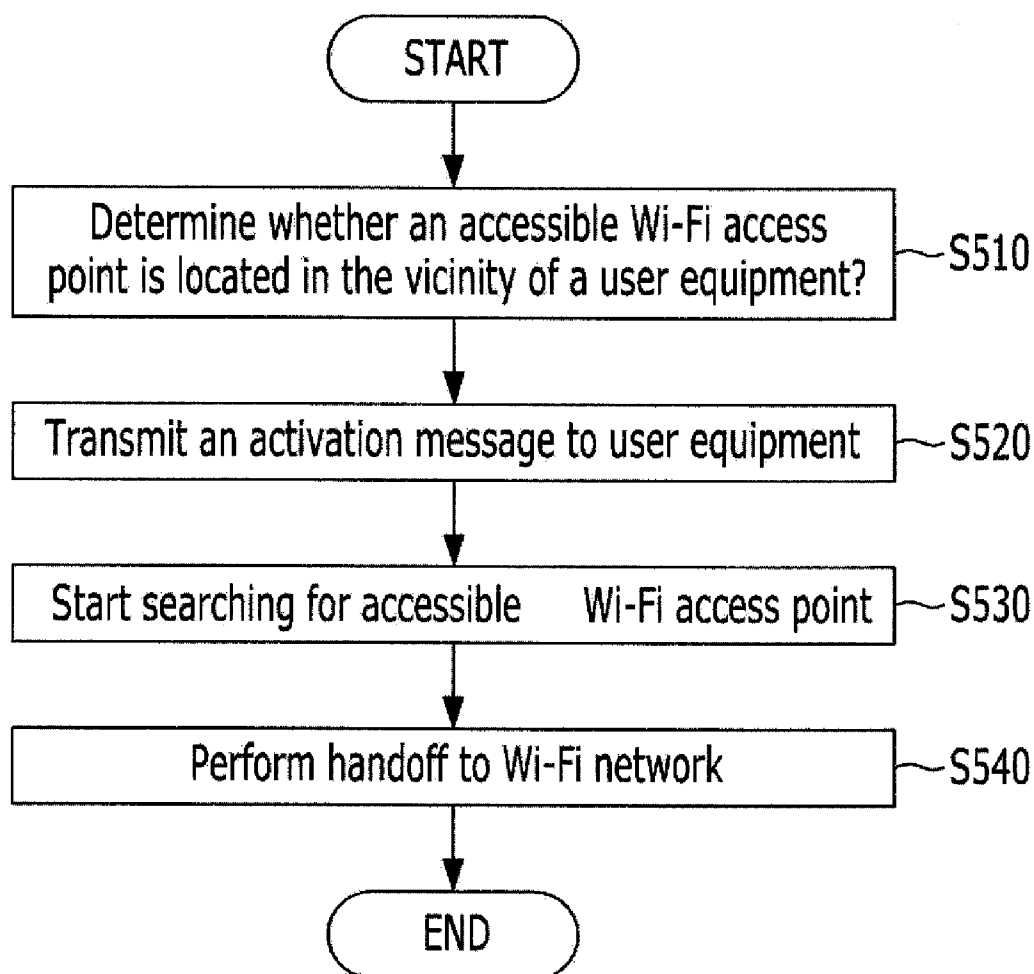 START
Determine whether an accessible Wi-Fi access
point is located in the vicinity of a user equipment?
S510
Transmit an activation message to user equipment
S520
Start searching for accessible Wi-Fi access point
S530
Perform handoff to Wi-Fi network
S540
END